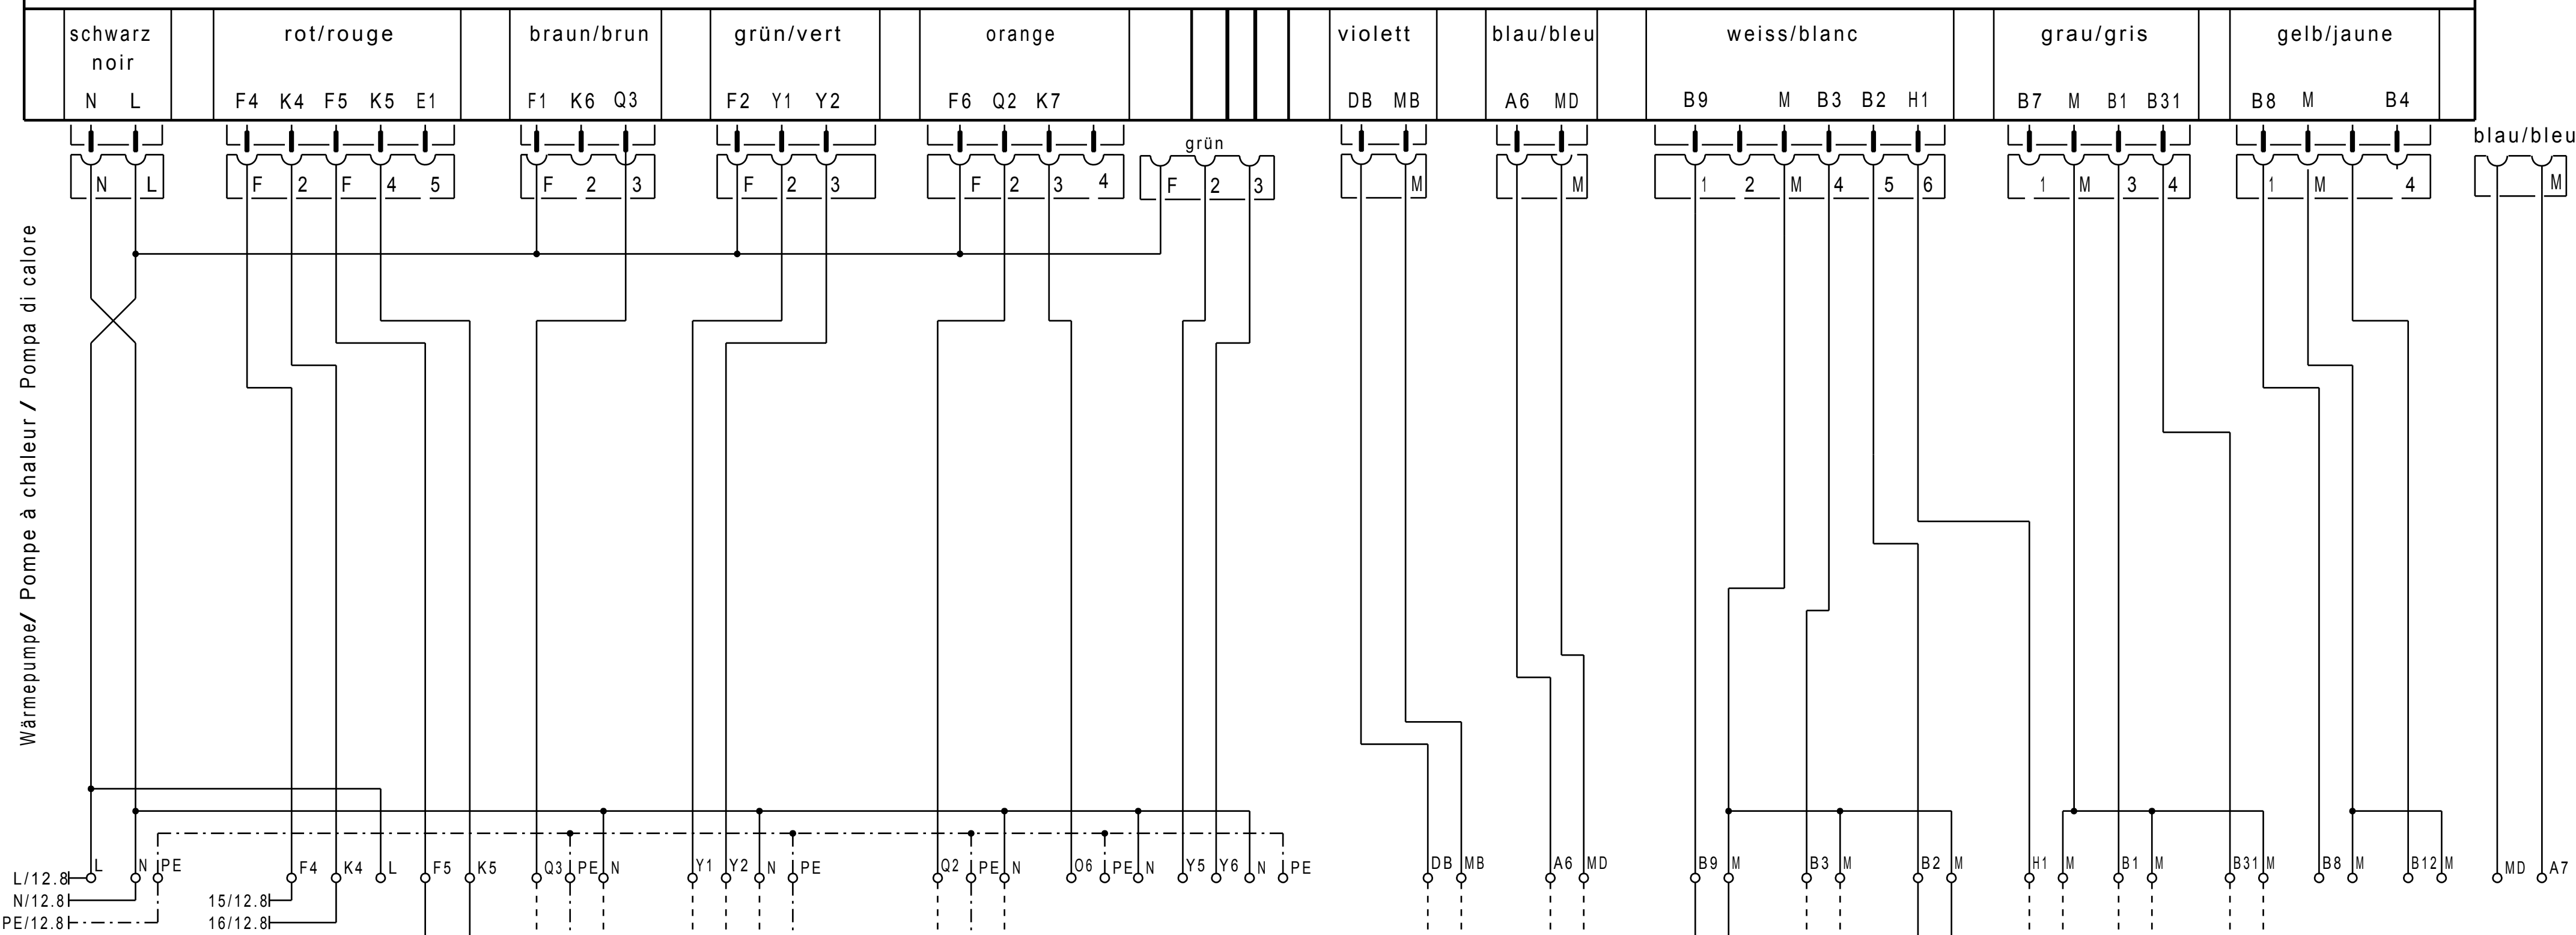 schwarz rot/rouge braun/brun grün/vert orange violett blau/bleu weiss/blanc grau/gris gelb/jaune
noir
N L F4 K4 F5 K5 E1 F1 K6 Q3 F2 Y1 Y2 F6 Q2 K7 DB MB A6 MD B9 M B3 B2 H1 B7 M B1 B31 B8 M B4
grün blau/bleu
N L F 2 F 4 5 F 2 3 F 2 3 F 2 3 4 F 2 3 M M 1 2 M 4 5 6 1 M 3 4 1 M 4 M
Wärmepumpe/ Pompe à chaleur / Pompa di calore
L N PE F4 K4 L F5 K5 Q3 PE N Y1 Y2 N PE Q2 PE N O6 PE N Y5 Y6 N PE DB MB A6 MD B9 M B3 M B2 M H1 M B1 M B31 M B8 M B12 M MD A7
L/12.8
N/12.8 15/12.8
PE/12.8 16/12.8